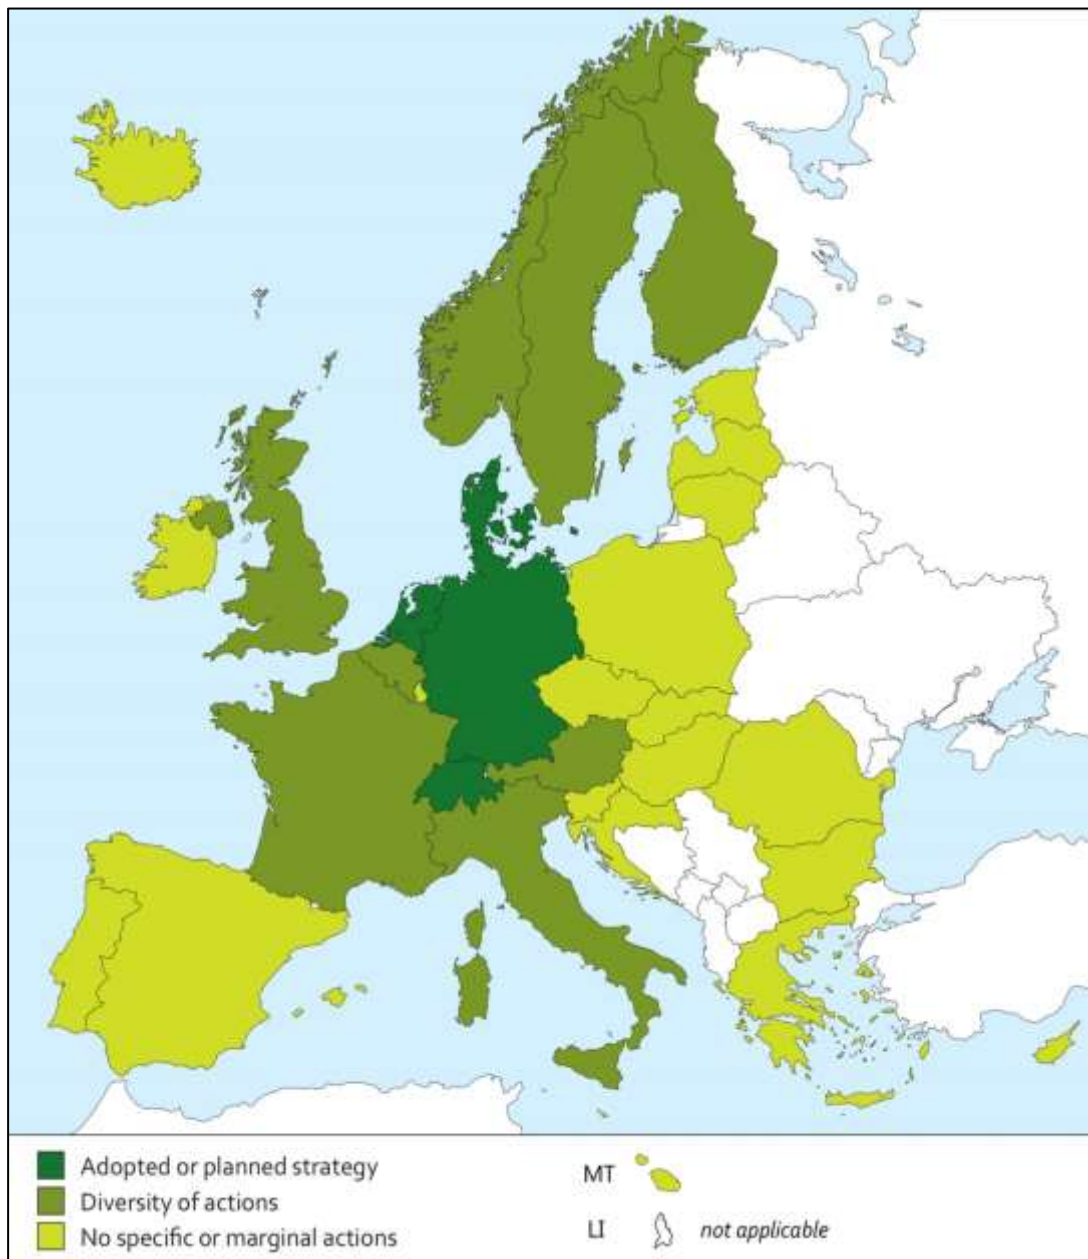 Adopted or planned strategy
Diversity of actions
No specific or marginal actions
MT
LI not applicable